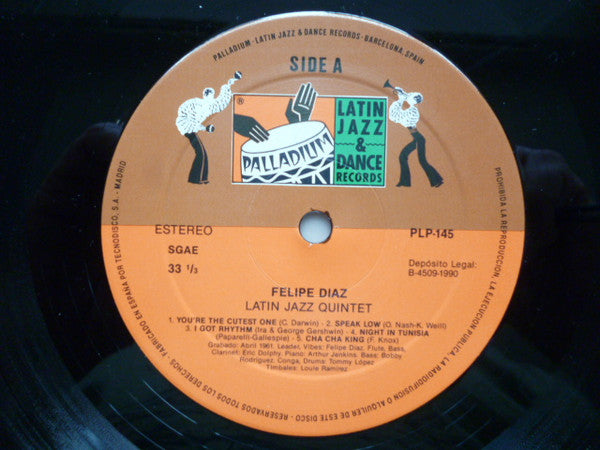 PALLADIUM-LATIN JAZZ & DANCE RECORDS-BARCELONA, SPAIN
SIDE A
®
PALLADIUM
LATIN
JAZZ
&
DANCE
RECORDS
ESTEREO
SGAE
33 1/3
PLP-145
Depósito Legal:
B-4509-1990
FELIPE DIAZ
LATIN JAZZ QUINTET
1. YOU'RE THE CUTEST ONE (C. Darwin) - 2. SPEAK LOW (O. Nash-K. Weill)
3. I GOT RHYTHM (Ira & George Gershwin) - 4. NIGHT IN TUNISIA
(Paparelli-Gallespie) - 5. CHA CHA KING (F. Knox)
Grabado: Abril 1961. Leader, Vibes: Felipe Diaz, Flute, Bass,
Clarinet: Eric Dolphy, Piano: Arthur Jenkins. Bass: Bobby
Rodriguez, Conga, Drums: Tommy López
Timbales: Louie Ramirez
PROHIBIDA LA REPRODUCCION, LA EJECUCION PUBLICA, LA RADIODIFUSION O ALQUILER DE ESTE DISCO - RESERVADOS TODOS LOS DERECHOS - FABRICADO EN ESPAÑA POR TECNODISCO, S.A. - MADRID